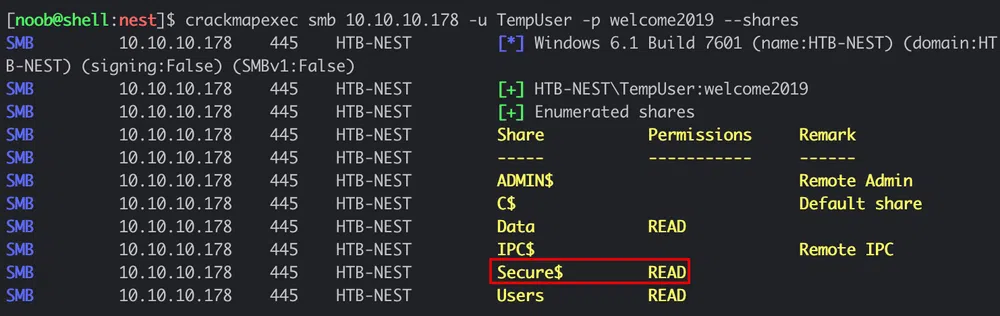 [noob@shell:nest]$ crackmapexec smb 10.10.10.178 -u TempUser -p welcome2019 --shares
SMB 10.10.10.178 445 HTB-NEST [*] Windows 6.1 Build 7601 (name:HTB-NEST) (domain:HT
B-NEST) (signing:False) (SMBv1:False)
SMB 10.10.10.178 445 HTB-NEST [+] HTB-NEST\TempUser:welcome2019
SMB 10.10.10.178 445 HTB-NEST [+] Enumerated shares
SMB 10.10.10.178 445 HTB-NEST Share Permissions Remark
SMB 10.10.10.178 445 HTB-NEST ----- ----------- ------
SMB 10.10.10.178 445 HTB-NEST ADMIN$ Remote Admin
SMB 10.10.10.178 445 HTB-NEST C$ Default share
SMB 10.10.10.178 445 HTB-NEST Data READ
SMB 10.10.10.178 445 HTB-NEST IPC$ Remote IPC
SMB 10.10.10.178 445 HTB-NEST Secure$ READ
SMB 10.10.10.178 445 HTB-NEST Users READ